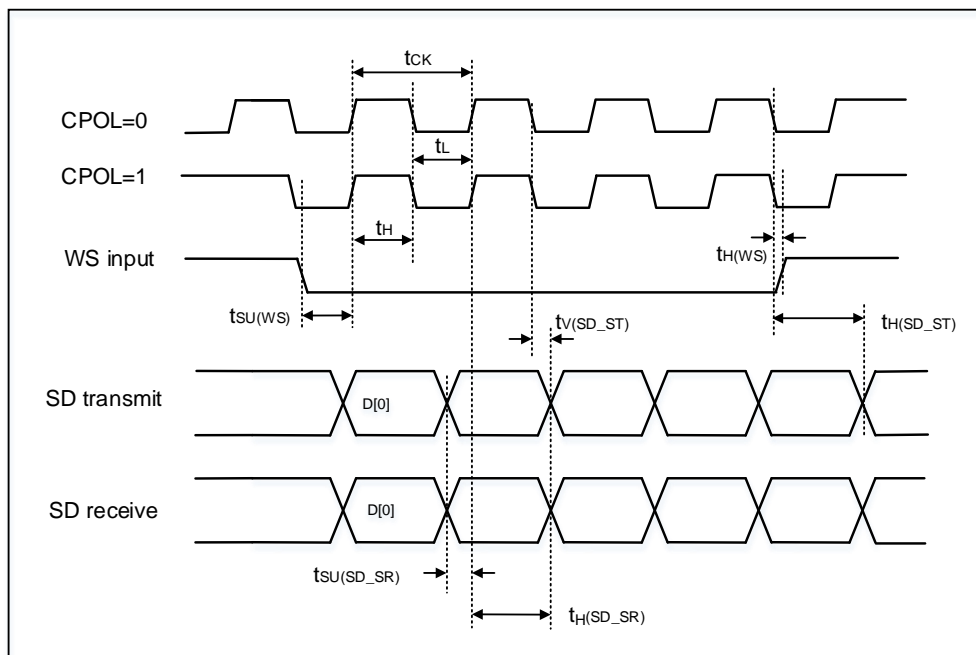 tCK
CPOL=0
tL
CPOL=1
tH
WS input
tH(WS)
tSU(WS)
tV(SD_ST)
tH(SD_ST)
SD transmit
D[0]
SD receive
D[0]
tSU(SD_SR)
tH(SD_SR)